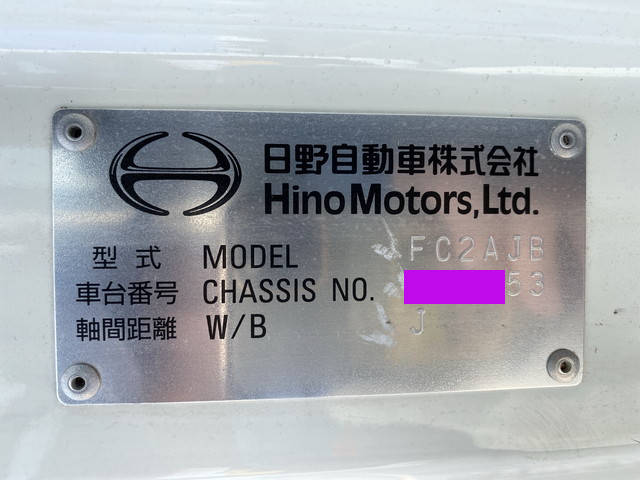 日野自動車株式会社
Hino Motors, Ltd.
型式 MODEL FC2AJB
車台番号 CHASSIS NO. 53
軸間距離 W/B J